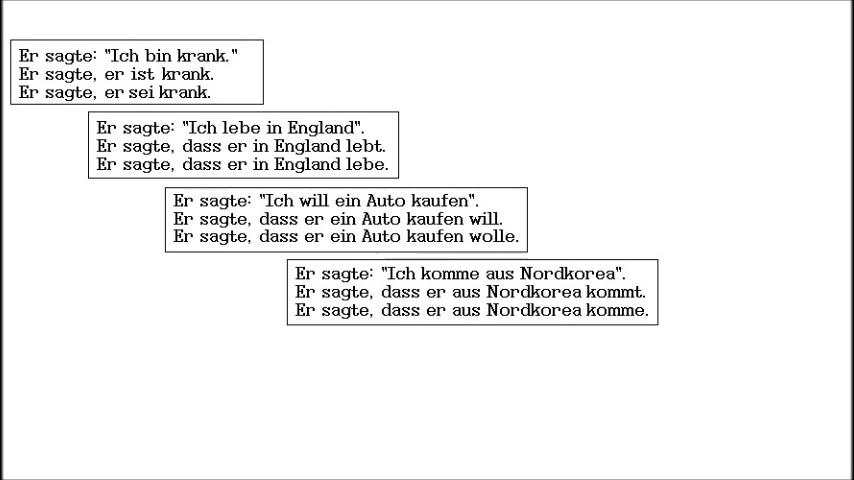 Er sagte: "Ich bin krank."
Er sagte, er ist krank.
Er sagte, er sei krank.
Er sagte: "Ich lebe in England".
Er sagte, dass er in England lebt.
Er sagte, dass er in England lebe.
Er sagte: "Ich will ein Auto kaufen".
Er sagte, dass er ein Auto kaufen will.
Er sagte, dass er ein Auto kaufen wolle.
Er sagte: "Ich komme aus Nordkorea".
Er sagte, dass er aus Nordkorea kommt.
Er sagte, dass er aus Nordkorea komme.